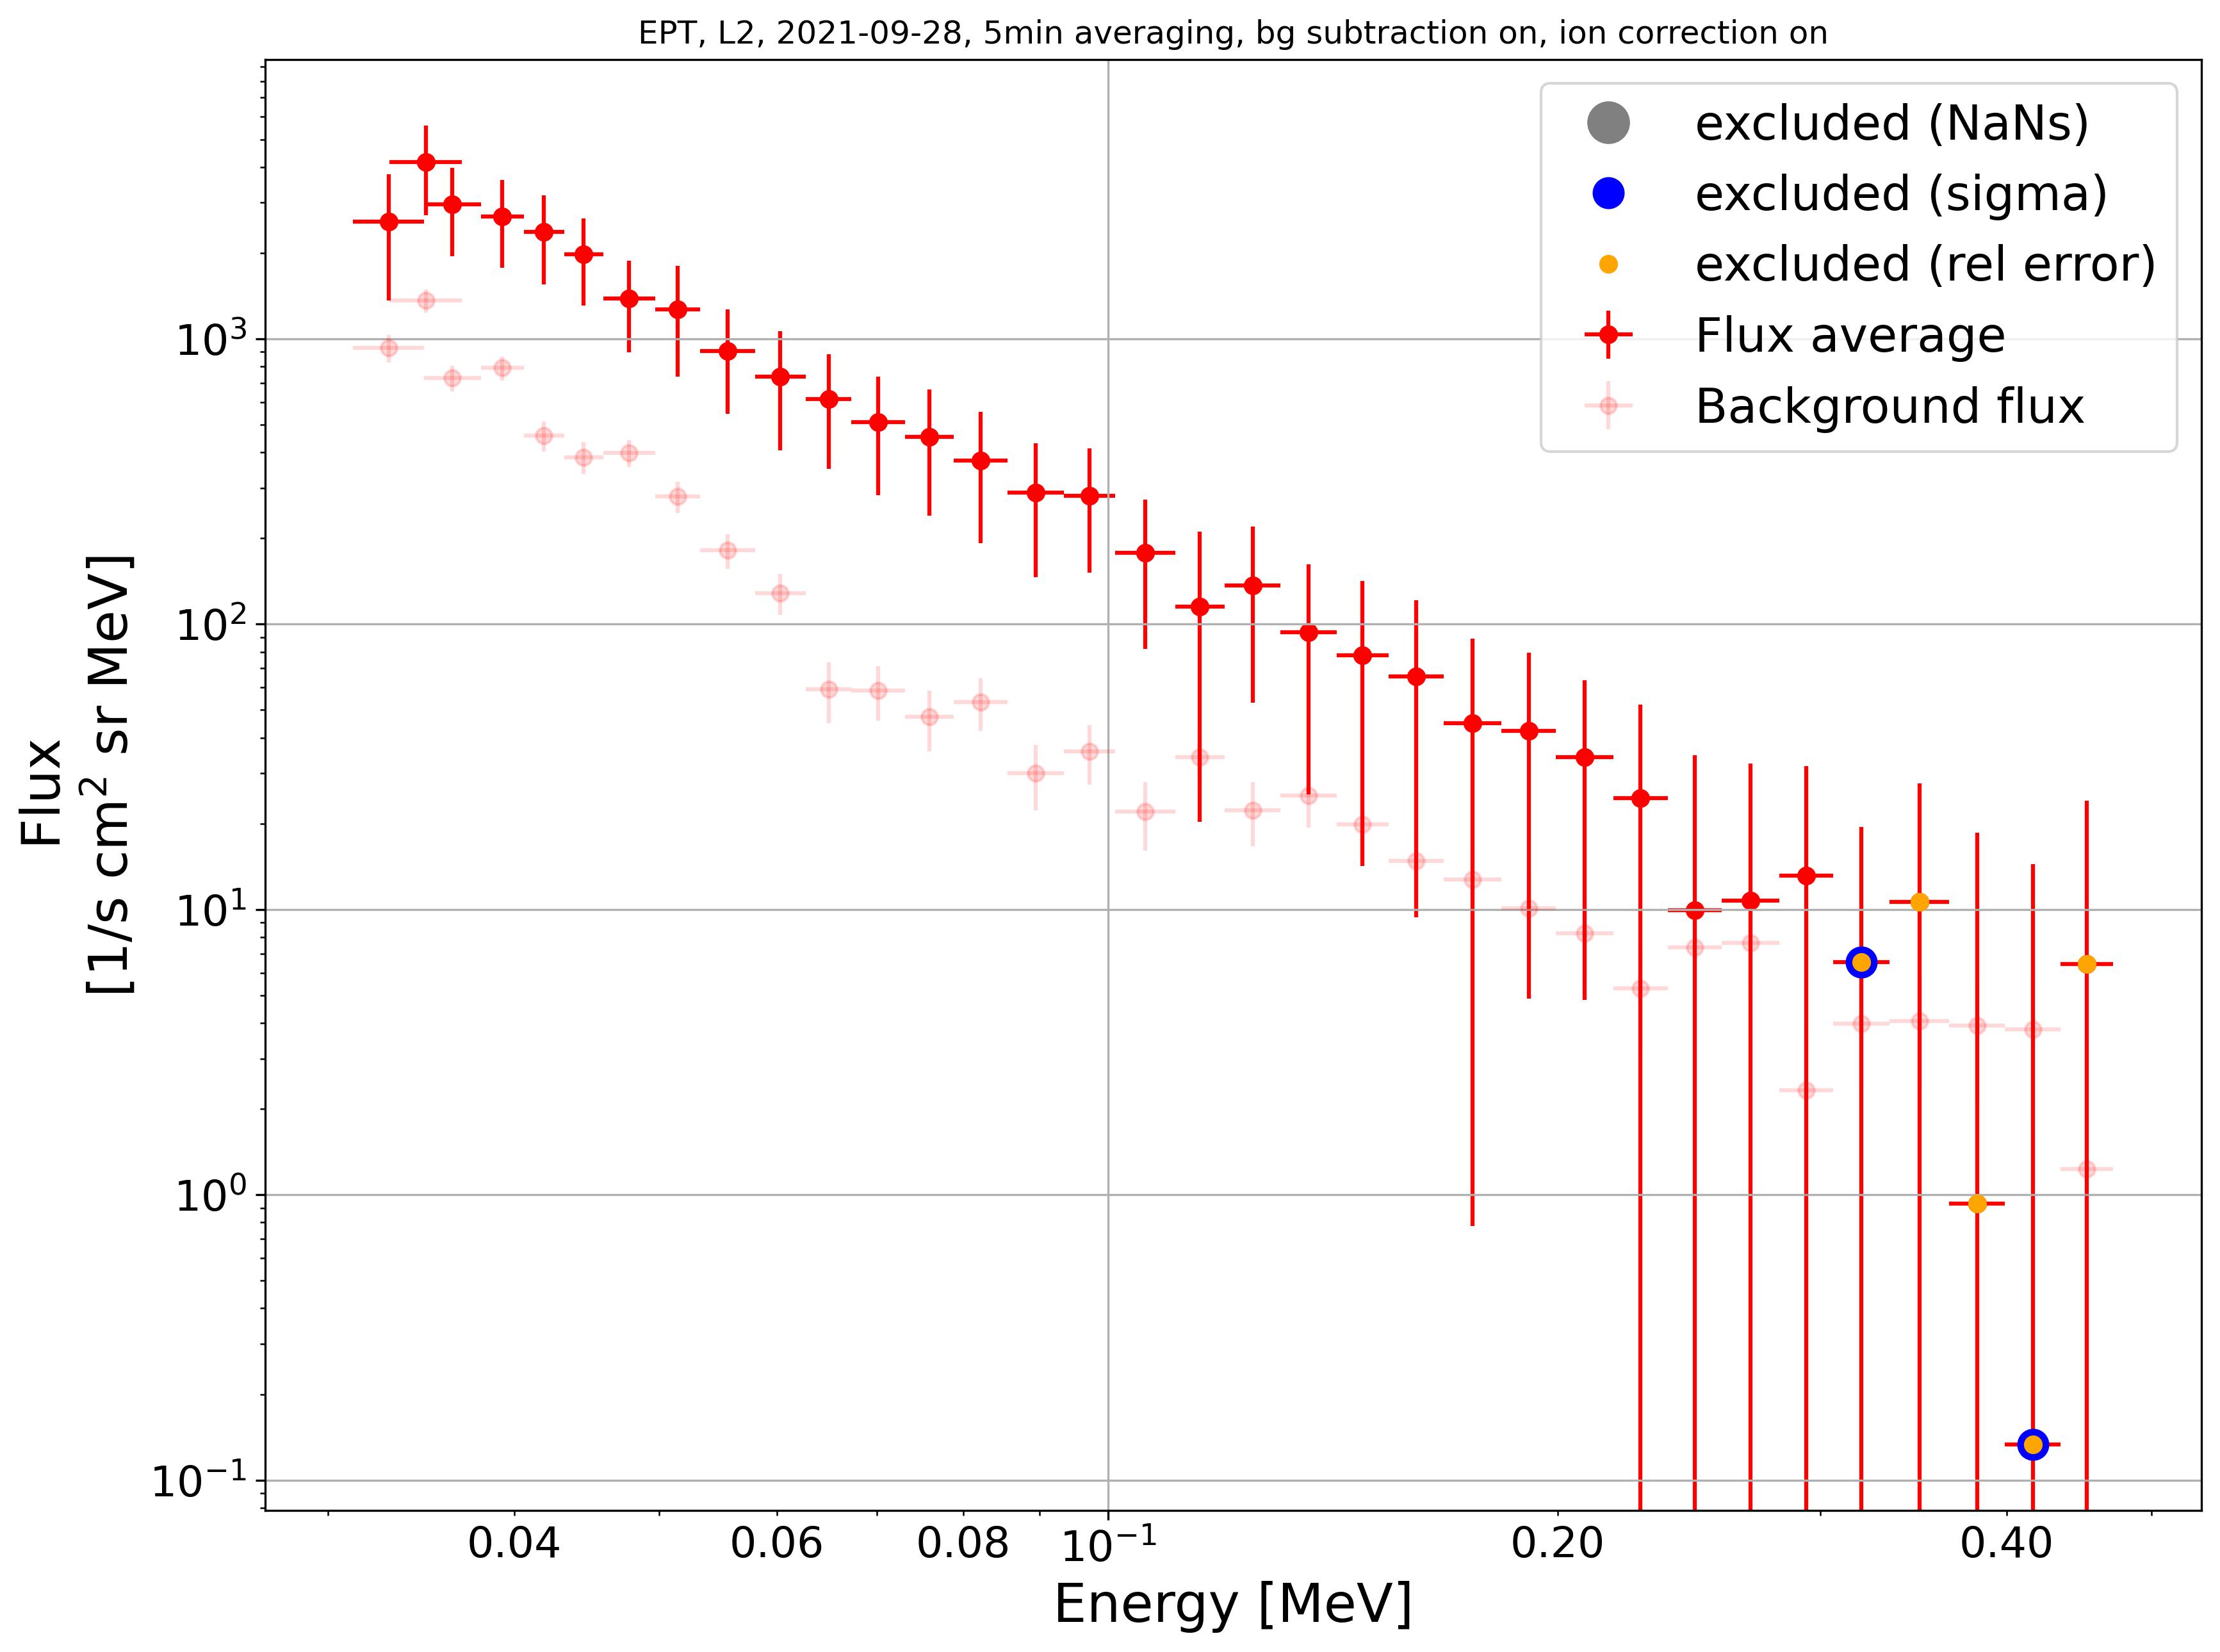 EPT, L2, 2021-09-28, 5min averaging, bg subtraction on, ion correction on
excluded (NaNs)
excluded (sigma)
excluded (rel error)
Flux average
Background flux
Flux
[1/s cm² sr MeV]
10³
10²
10¹
10⁰
10⁻¹
0.04 0.06 0.08 10⁻¹ 0.20 0.40
Energy [MeV]